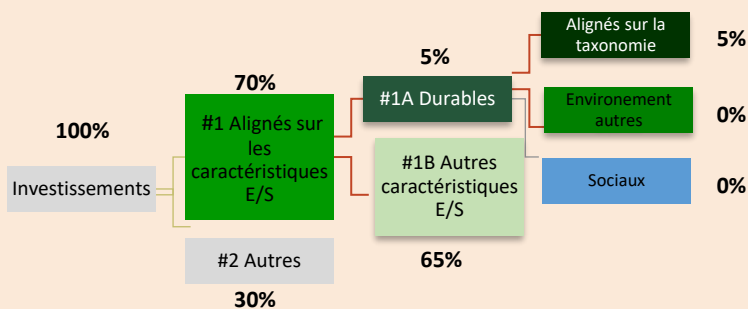 Alignés sur la
taxonomie
5%
5%
70%
#1A Durables
#1 Alignés sur
les
caractéristiques
E/S
Environement
autres
0%
100%
Investissements
#1B Autres
caractéristiques
E/S
Sociaux
0%
#2 Autres
65%
30%